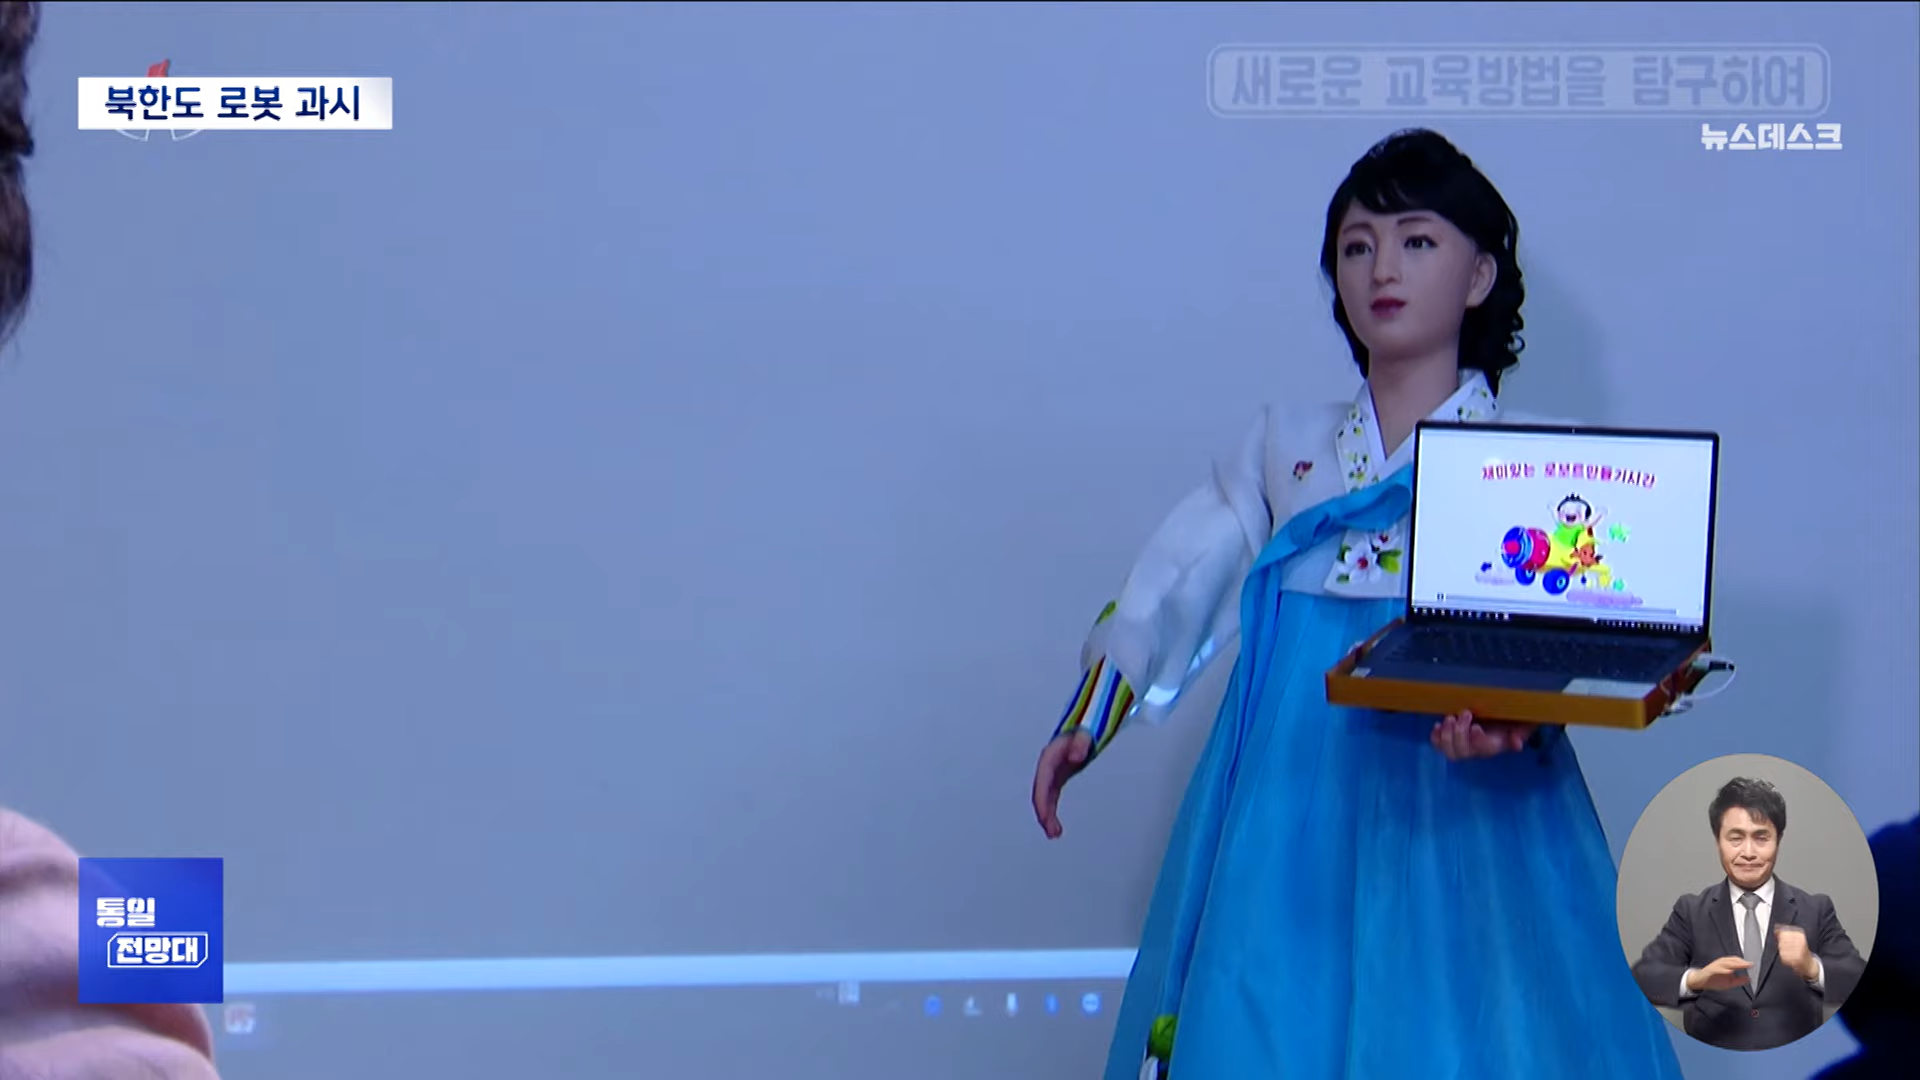 북한도 로봇 과시
새로운 교육방법을 탐구하여
뉴스데스크
재미있는 로보트만들기시간
통일
전망대